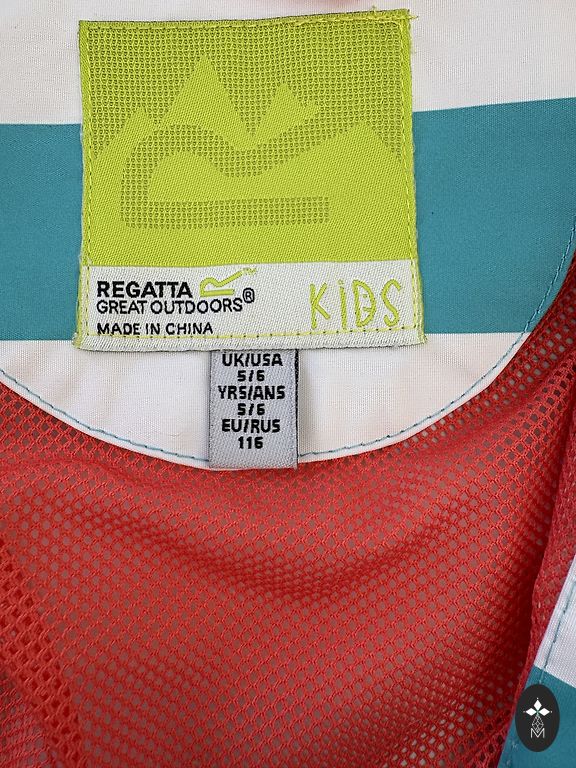 REGATTA
GREAT OUTDOORS®
MADE IN CHINA
KIDS
UK/USA
5/6
YRS/ANS
5/6
EU/RUS
116
M